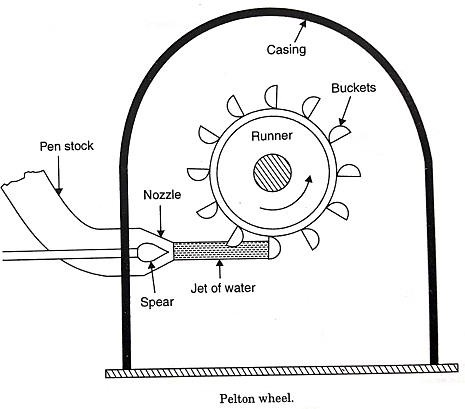 Casing
Buckets
Runner
Pen stock
Nozzle
Jet of water
Spear
Pelton wheel.